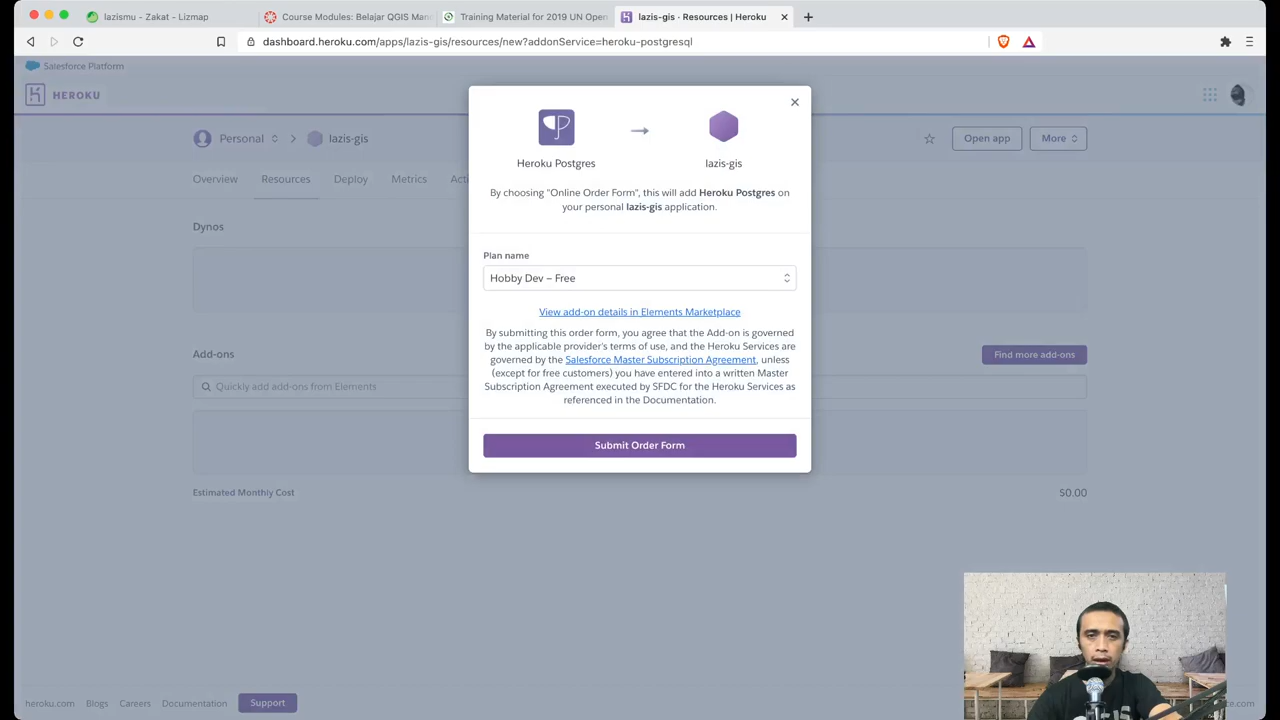 lazismu - Zakat - Lizmap
Course Modules: Belajar QGIS Man
Training Material for 2019 UN Open
lazis-gis · Resources | Heroku
dashboard.heroku.com/apps/lazis-gis/resources/new?addonService=heroku-postgresql
Salesforce Platform
HEROKU
Personal
lazis-gis
Open app
More
Overview
Resources
Deploy
Metrics
Acti
Dynos
Add-ons
Find more add-ons
Quickly add add-ons from Elements
Estimated Monthly Cost
$0.00
Heroku Postgres
lazis-gis
By choosing "Online Order Form", this will add Heroku Postgres on
your personal lazis-gis application.
Plan name
Hobby Dev – Free
View add-on details in Elements Marketplace
By submitting this order form, you agree that the Add-on is governed
by the applicable provider's terms of use, and the Heroku Services are
governed by the Salesforce Master Subscription Agreement, unless
(except for free customers) you have entered into a written Master
Subscription Agreement executed by SFDC for the Heroku Services as
referenced in the Documentation.
Submit Order Form
heroku.com
Blogs
Careers
Documentation
Support